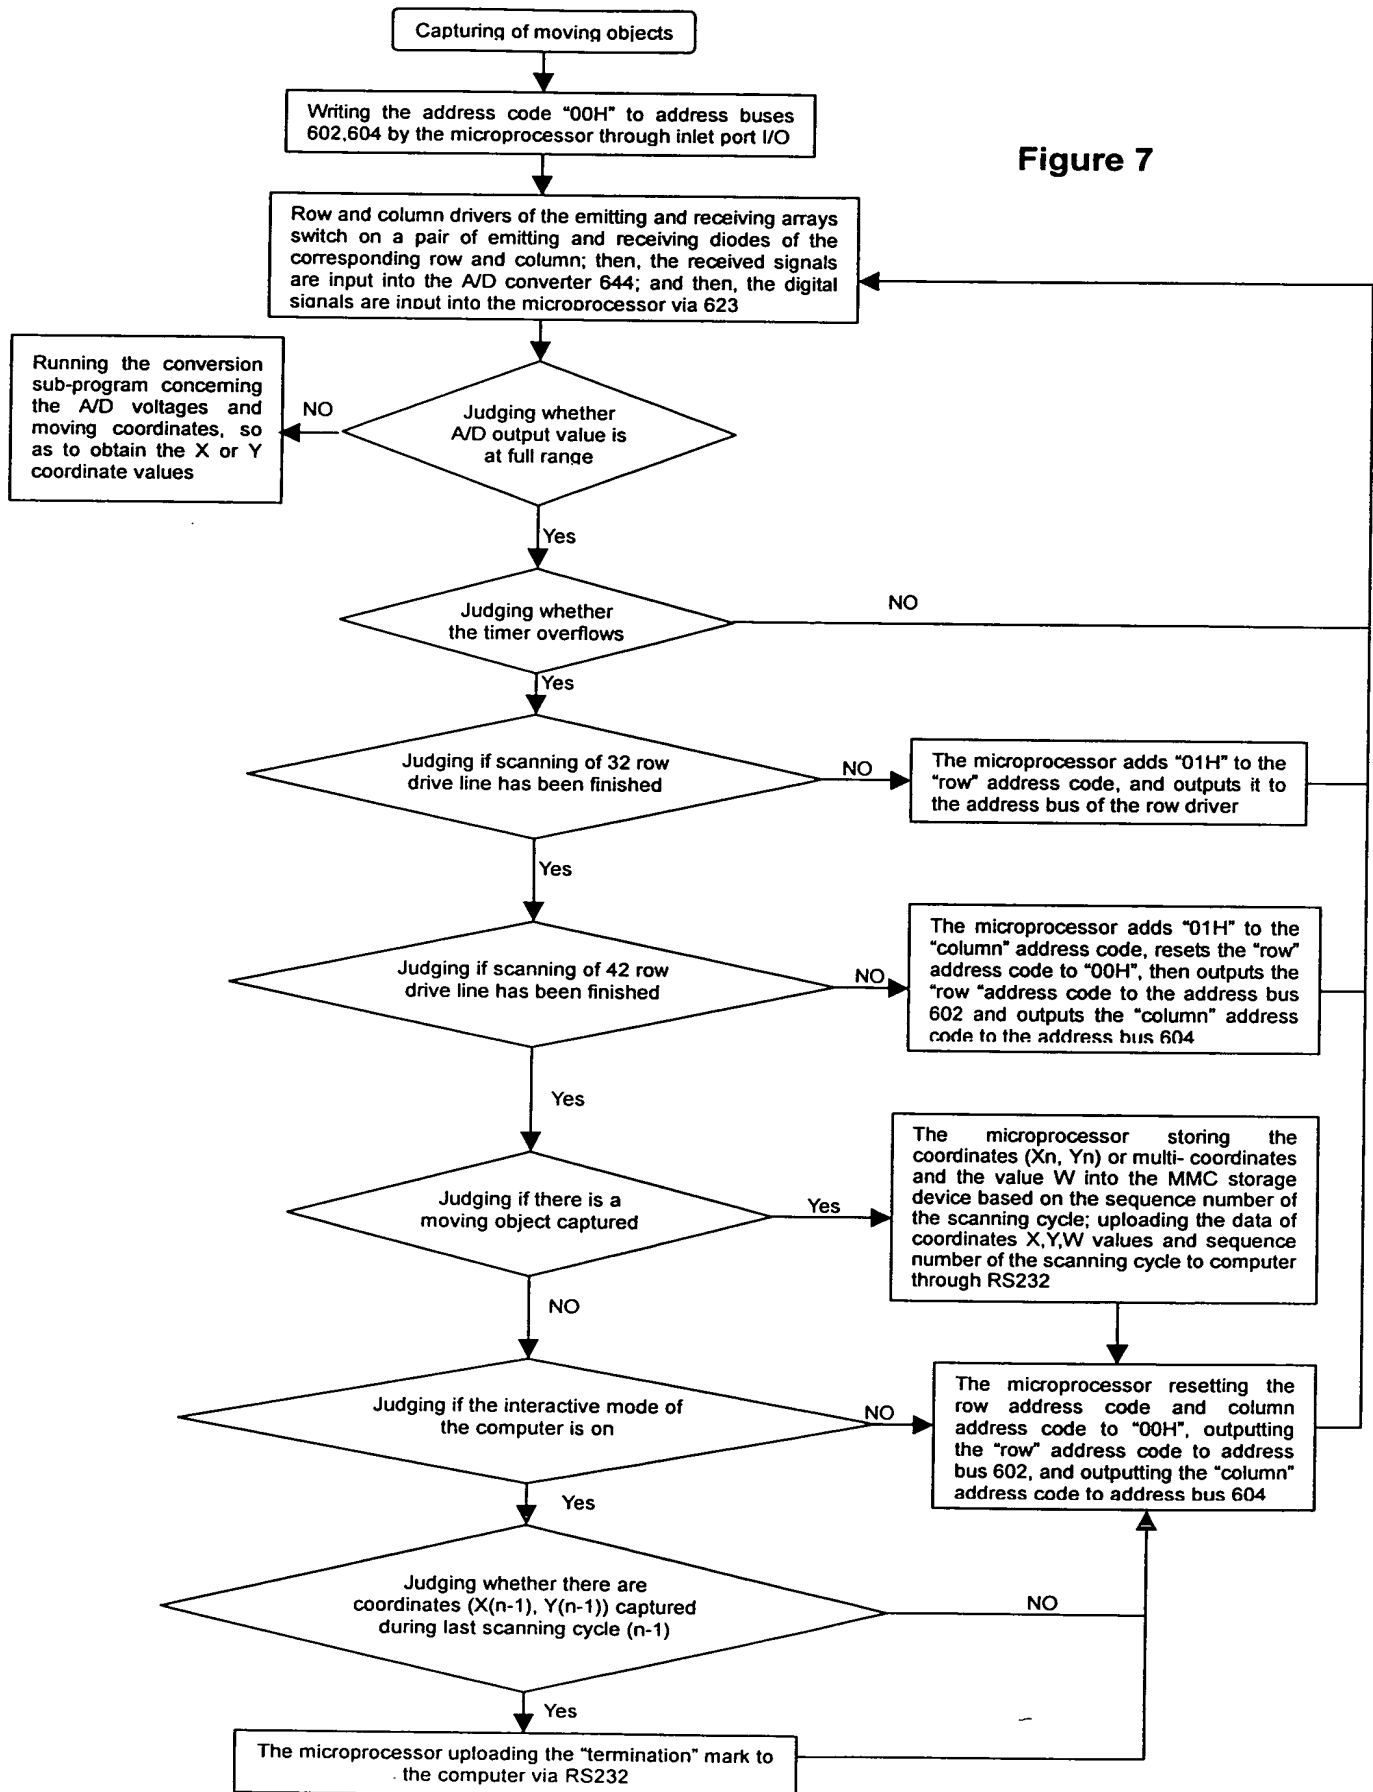 Capturing of moving objects
Writing the address code "00H" to address buses
602,604 by the microprocessor through inlet port I/O
Figure 7
Row and column drivers of the emitting and receiving arrays
switch on a pair of emitting and receiving diodes of the
corresponding row and column; then, the received signals
are input into the A/D converter 644; and then, the digital
signals are input into the microprocessor via 623
Running the conversion
sub-program concerning
the A/D voltages and
moving coordinates, so
as to obtain the X or Y
coordinate values
NO
Judging whether
A/D output value is
at full range
Yes
Judging whether
the timer overflows
NO
Yes
Judging if scanning of 32 row
drive line has been finished
NO
The microprocessor adds "01H" to the
"row" address code, and outputs it to
the address bus of the row driver
Yes
Judging if scanning of 42 row
drive line has been finished
NO
The microprocessor adds "01H" to the
"column" address code, resets the "row"
address code to "00H", then outputs the
"row "address code to the address bus
602 and outputs the "column" address
code to the address bus 604
Yes
Judging if there is a
moving object captured
Yes
The microprocessor storing the
coordinates (Xn, Yn) or multi- coordinates
and the value W into the MMC storage
device based on the sequence number of
the scanning cycle; uploading the data of
coordinates X,Y,W values and sequence
number of the scanning cycle to computer
through RS232
NO
Judging if the interactive mode of
the computer is on
NO
The microprocessor resetting the
row address code and column
address code to "00H", outputting
the "row" address code to address
bus 602, and outputting the "column"
address code to address bus 604
Yes
Judging whether there are
coordinates (X(n-1), Y(n-1)) captured
during last scanning cycle (n-1)
NO
Yes
The microprocessor uploading the "termination" mark to
the computer via RS232